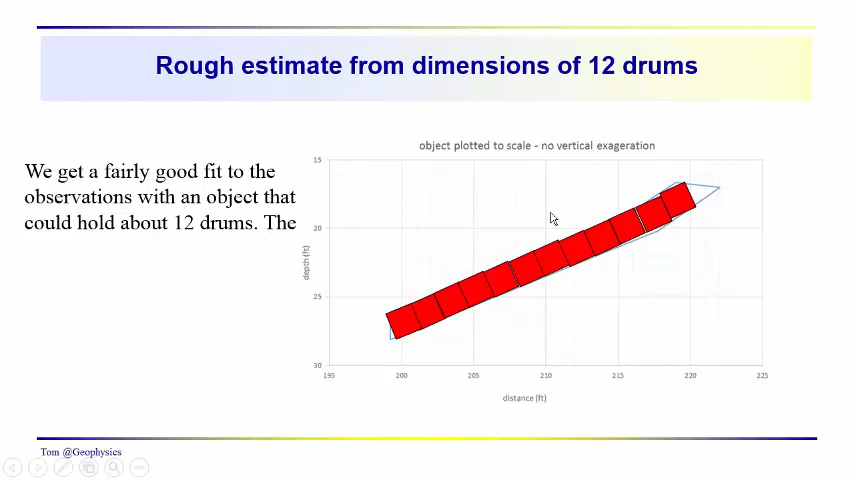 Rough estimate from dimensions of 12 drums
We get a fairly good fit to the
observations with an object that
could hold about 12 drums. The
object plotted to scale - no vertical exageration
15
20
25
30
depth (ft)
195 200 205 210 215 220 225
distance (ft)
Tom @Geophysics